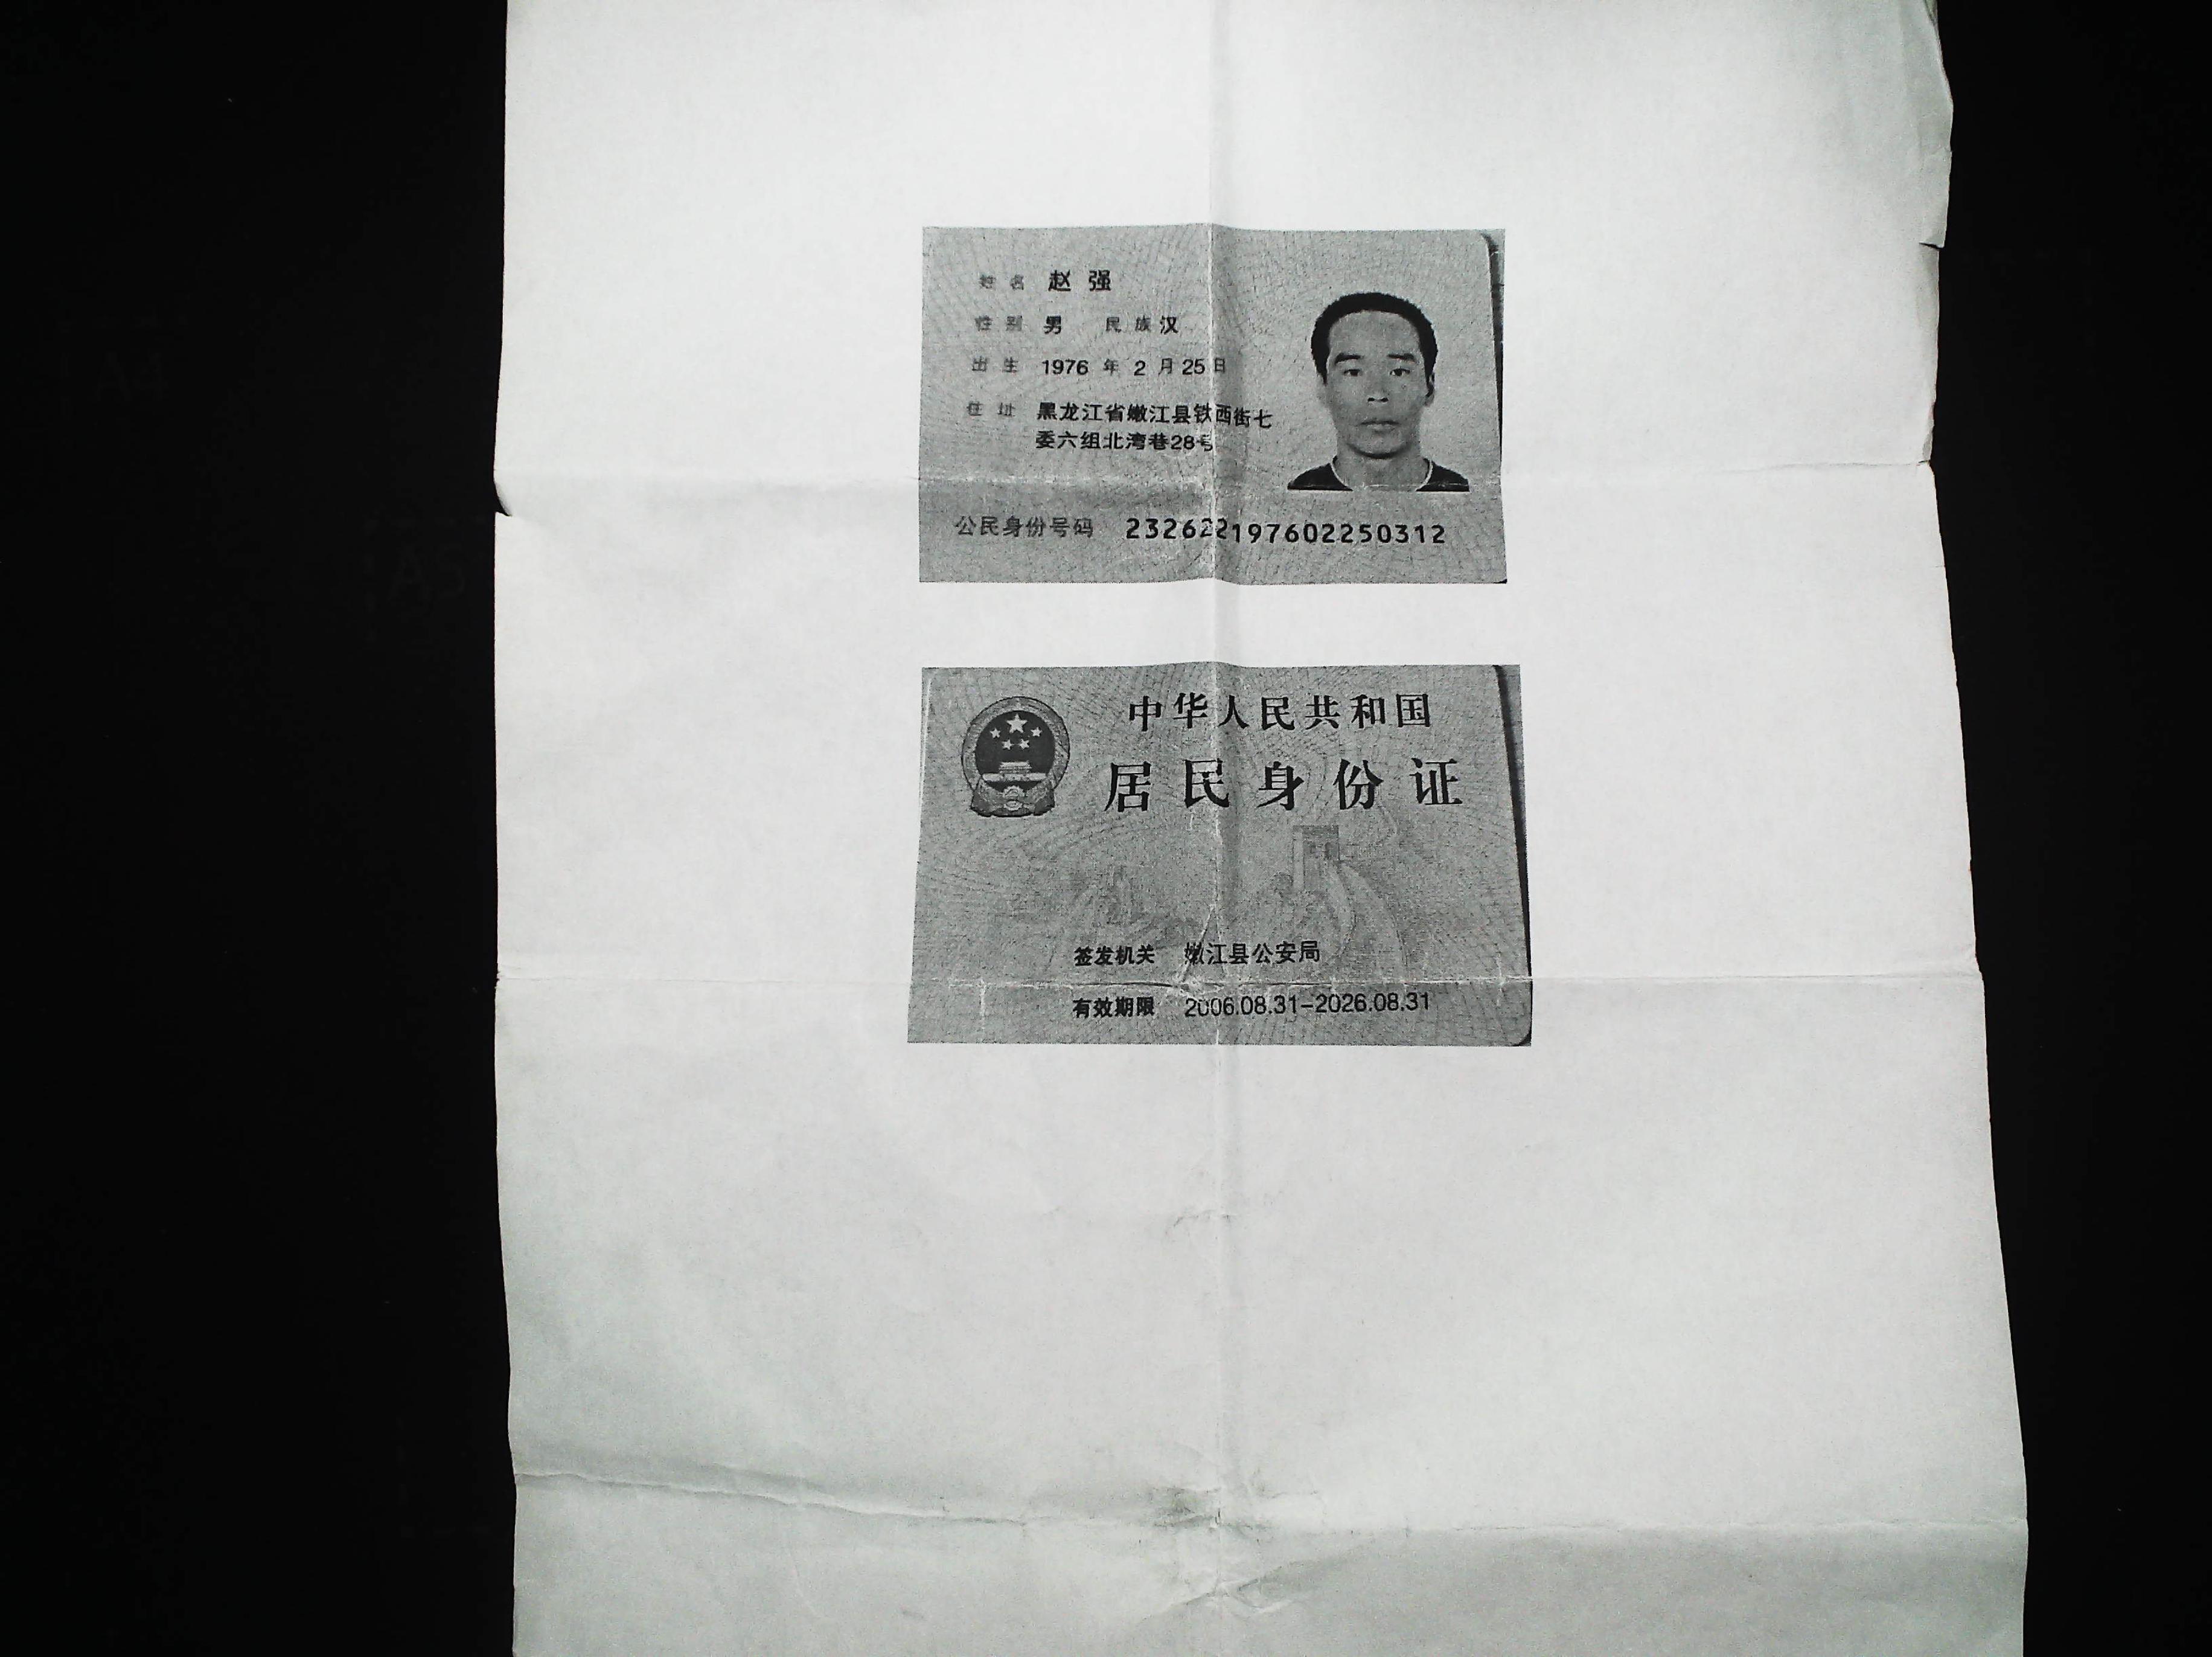 姓名 赵强
性别 男 民族 汉
出生 1976 年 2 月 25 日
住址 黑龙江省嫩江县铁西街七
委六组北湾巷28号
公民身份号码 232622197602250312
中华人民共和国
居民身份证
签发机关 嫩江县公安局
有效期限 2006.08.31-2026.08.31